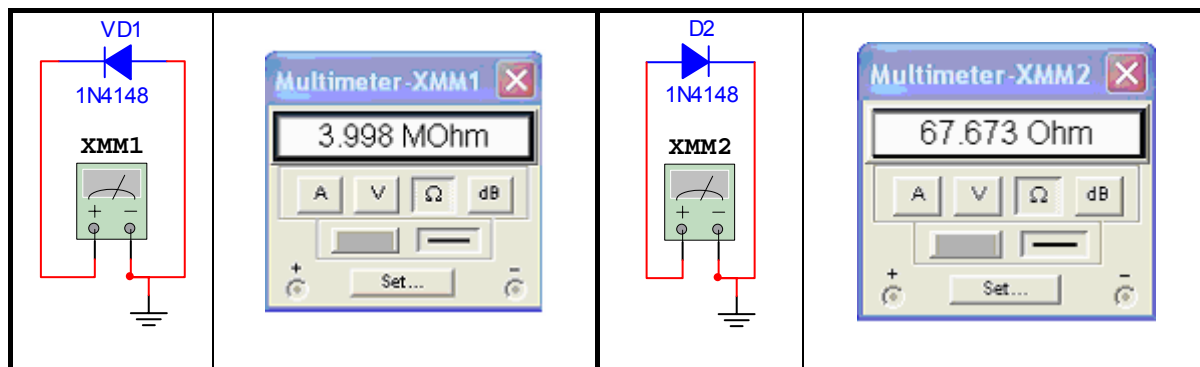 VD1
1N4148
XMM1
+ −
Multimeter-XMM1
3.998 MOhm
A V Ω dB
+ Set... −
D2
1N4148
XMM2
+ −
Multimeter-XMM2
67.673 Ohm
A V Ω dB
+ Set... −